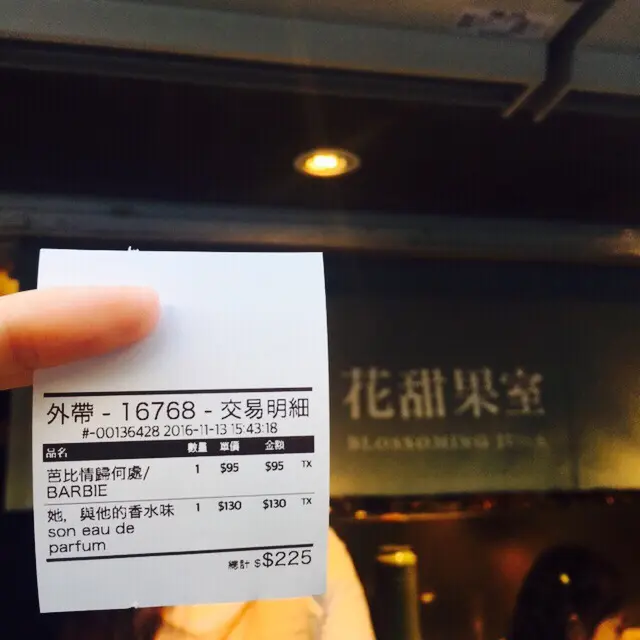 外帶 - 16768 - 交易明細
#-00136428 2016-11-13 15:43:18
品名 數量 單價 金額
芭比情歸何處/ 1 $95 $95 TX
BARBIE
她, 與他的香水味 1 $130 $130 TX
son eau de
parfum
總計 $$225
花甜果室
BLOSSOMING